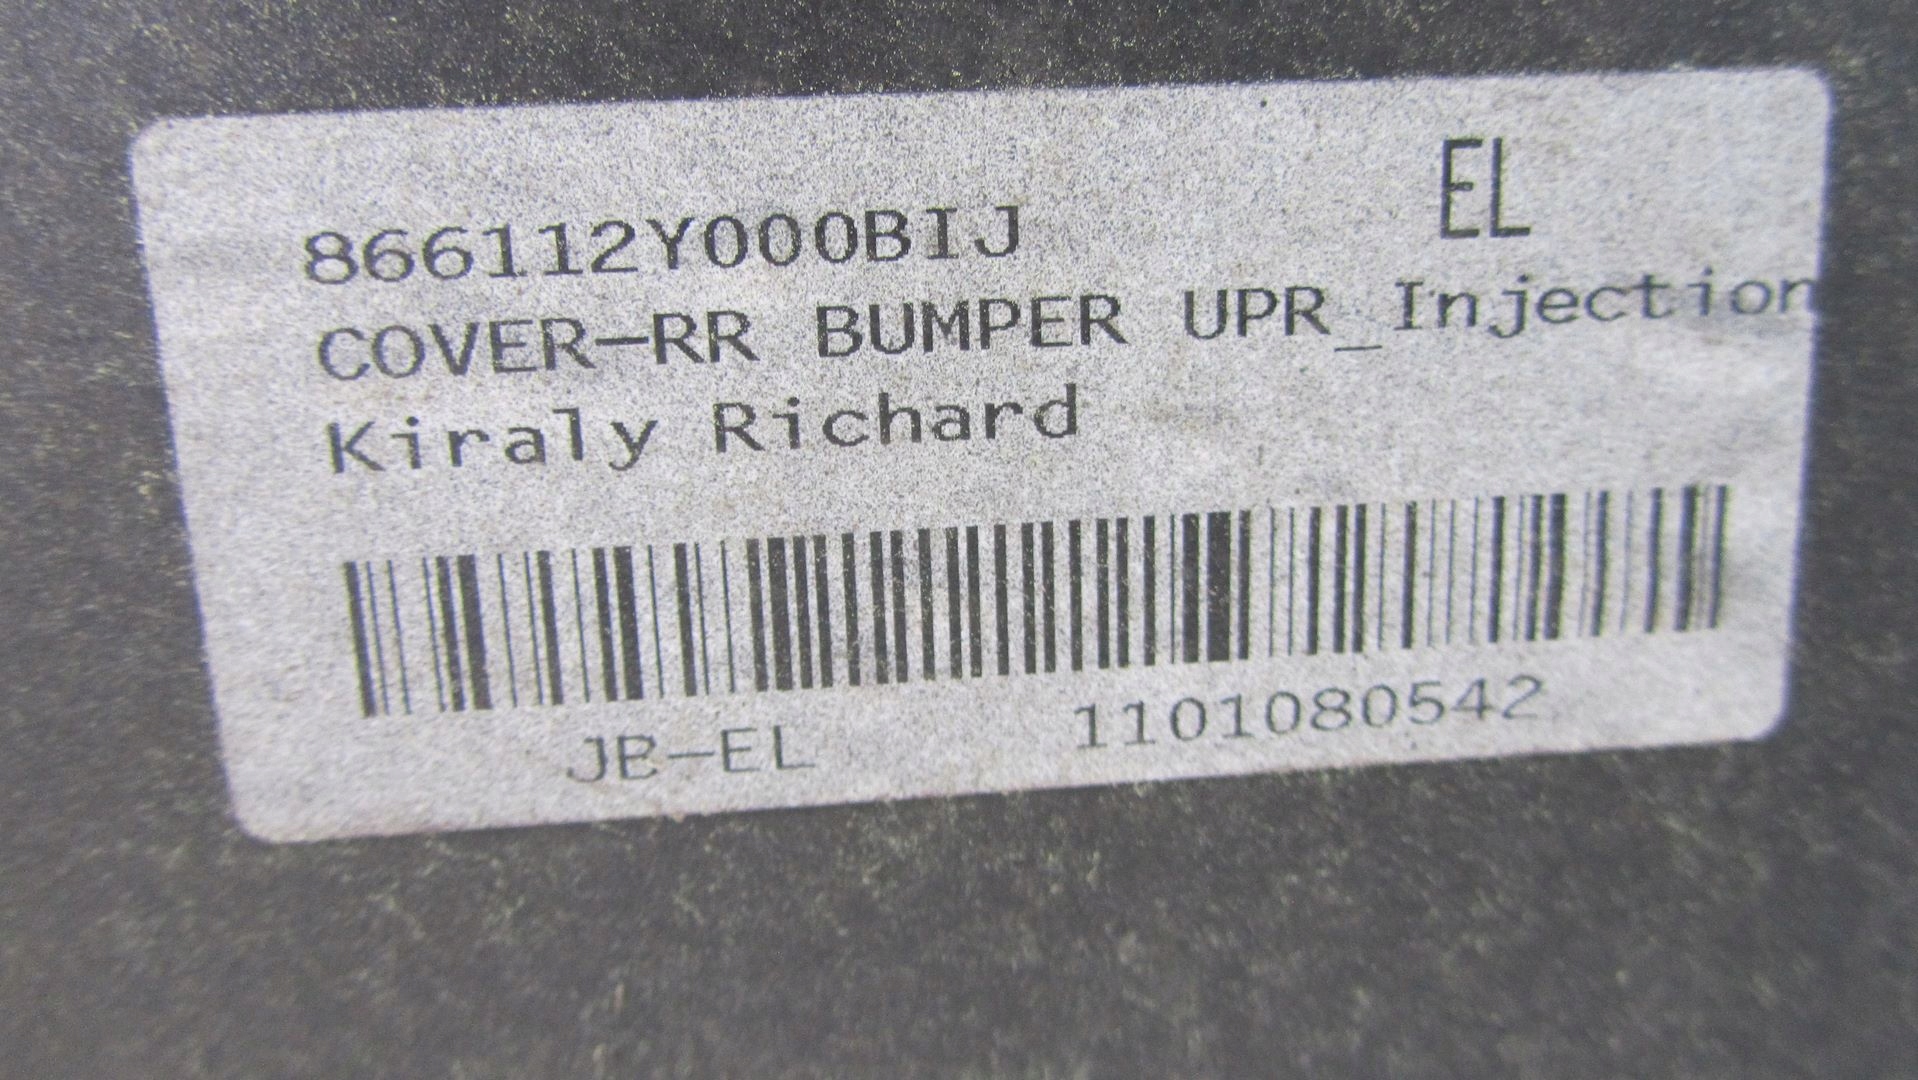 EL
866112Y000BIJ
COVER-RR BUMPER UPR_Injection
Kiraly Richard
JB-EL 1101080542